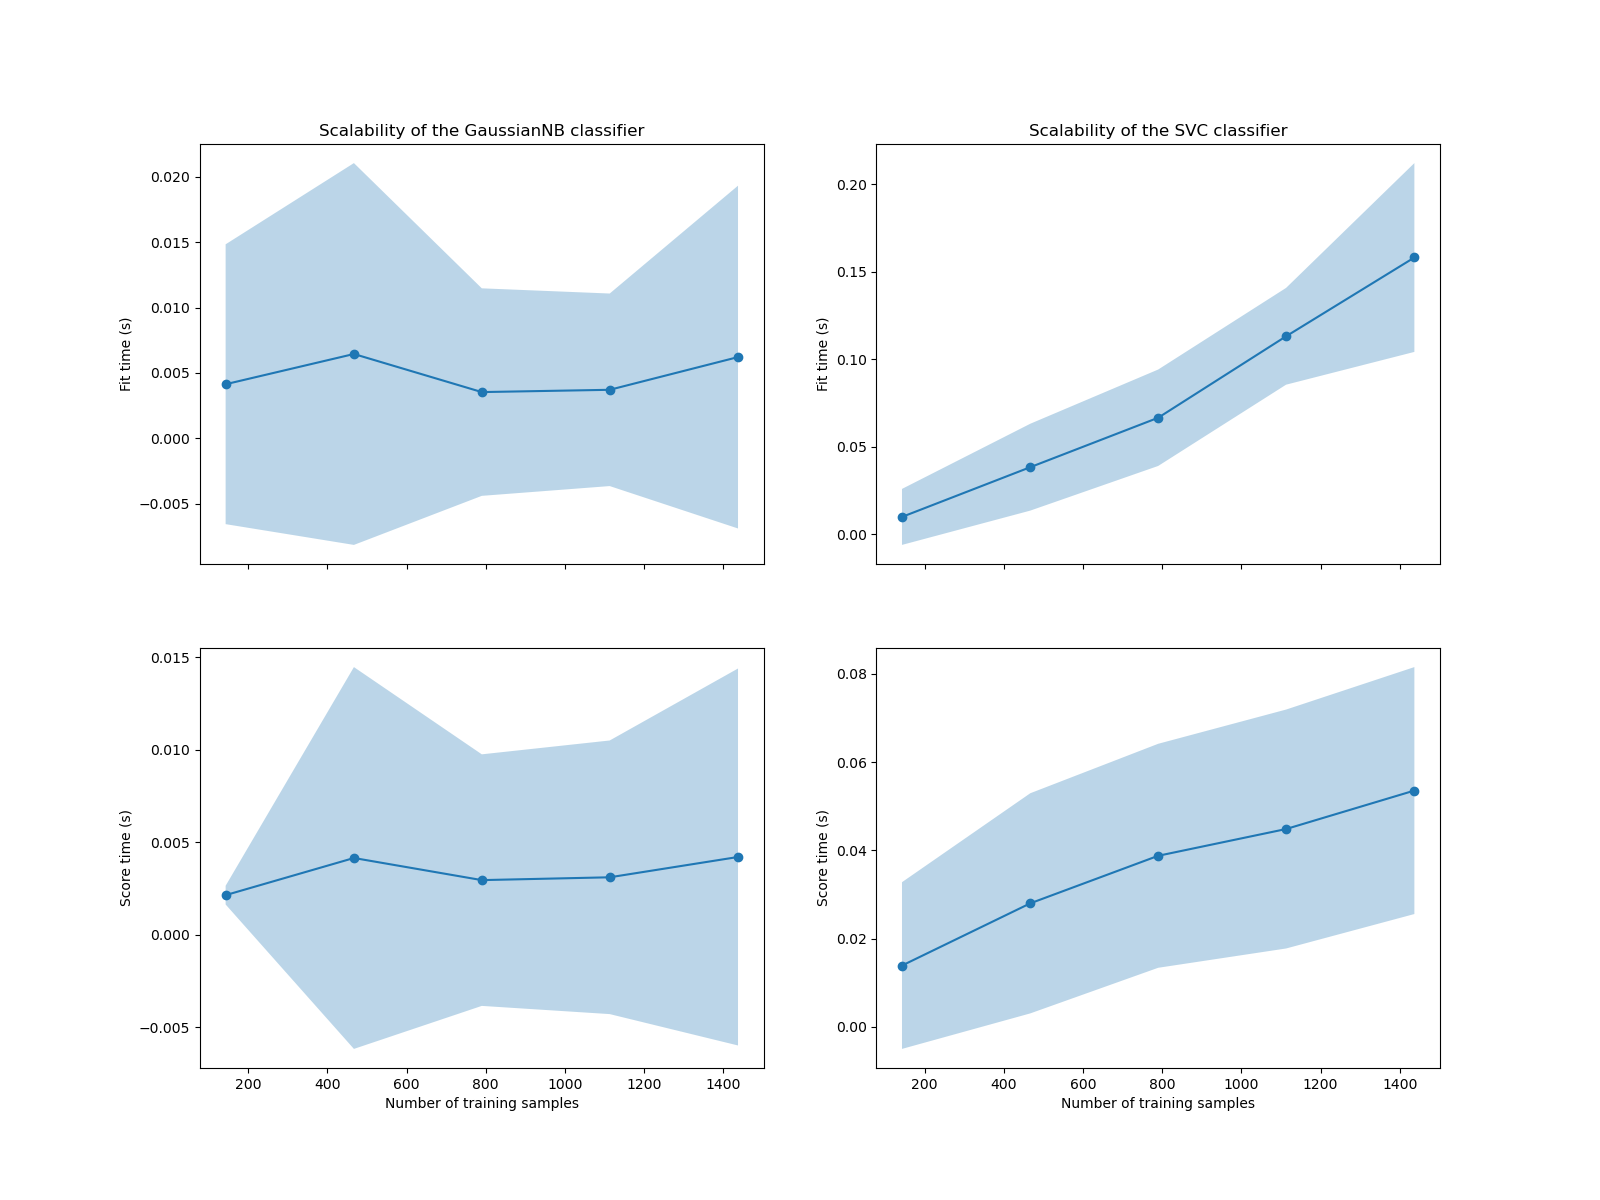 Scalability of the GaussianNB classifier
Scalability of the SVC classifier
0.020
0.015
0.010
0.005
0.000
−0.005
Fit time (s)
0.20
0.15
0.10
0.05
0.00
Fit time (s)
0.015
0.010
0.005
0.000
−0.005
Score time (s)
200 400 600 800 1000 1200 1400
Number of training samples
0.08
0.06
0.04
0.02
0.00
Score time (s)
200 400 600 800 1000 1200 1400
Number of training samples